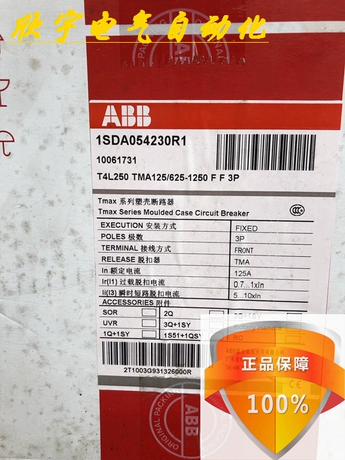 欣宇电气自动化
ABB
1SDA054230R1
10061731
T4L250 TMA125/625-1250 F F 3P
Tmax 系列塑壳断路器
Tmax Series Moulded Case Circuit Breaker
EXECUTION 安装方式 FIXED
POLES 极数 3P
TERMINAL 接线方式 FRONT
RELEASE 脱扣器 TMA
In 额定电流 125A
Ir(I1) 过载脱扣电流 0.7...1xIn
Ii(I3) 瞬时短路脱扣电流 5...10xIn
ACCESSORIES 附件
SOR 2Q
UVR 3Q+1SY
1Q+1SY 1S51+1QSY
2T1003G931326000R
正品保障
100%
ABB
ORIGINAL